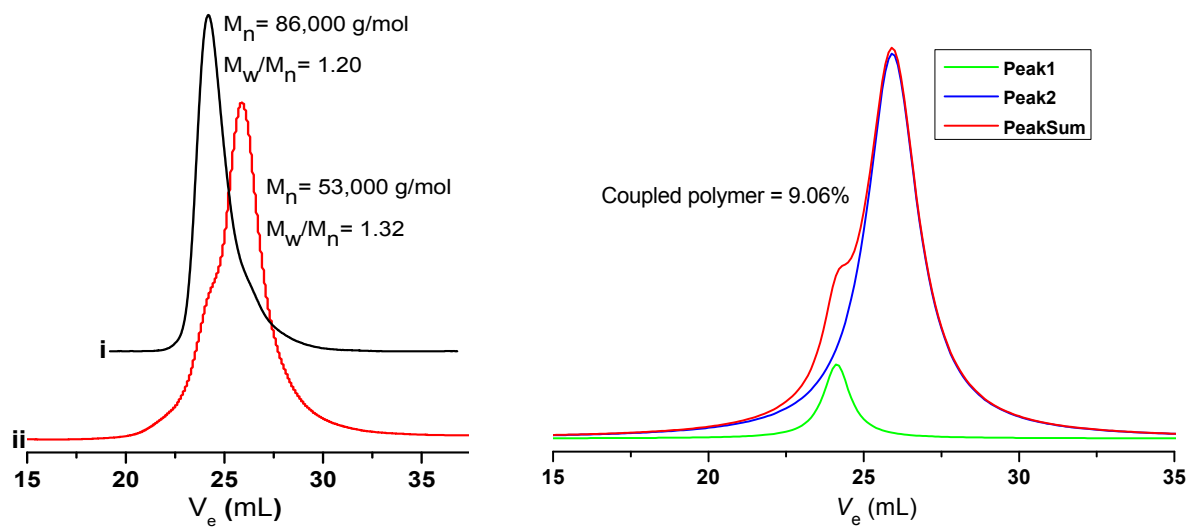 Mn= 86,000 g/mol
Mw/Mn= 1.20
Mn= 53,000 g/mol
Mw/Mn= 1.32
i
ii
15 20 25 30 35
Ve (mL)
Peak1
Peak2
PeakSum
Coupled polymer = 9.06%
15 20 25 30 35
Ve (mL)